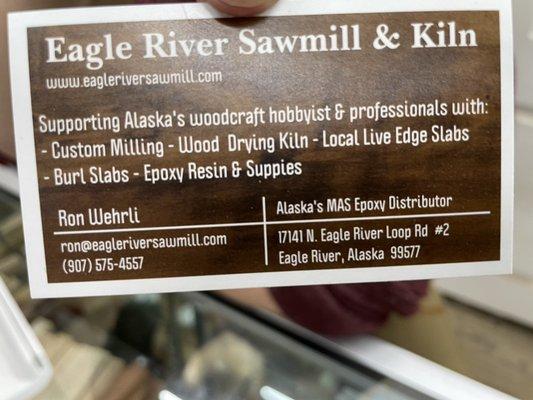 Eagle River Sawmill & Kiln
www.eagleriversawmill.com
Supporting Alaska's woodcraft hobbyist & professionals with:
- Custom Milling - Wood Drying Kiln - Local Live Edge Slabs
- Burl Slabs - Epoxy Resin & Suppies
Ron Wehrli
ron@eagleriversawmill.com
(907) 575-4557
Alaska's MAS Epoxy Distributor
17141 N. Eagle River Loop Rd #2
Eagle River, Alaska 99577